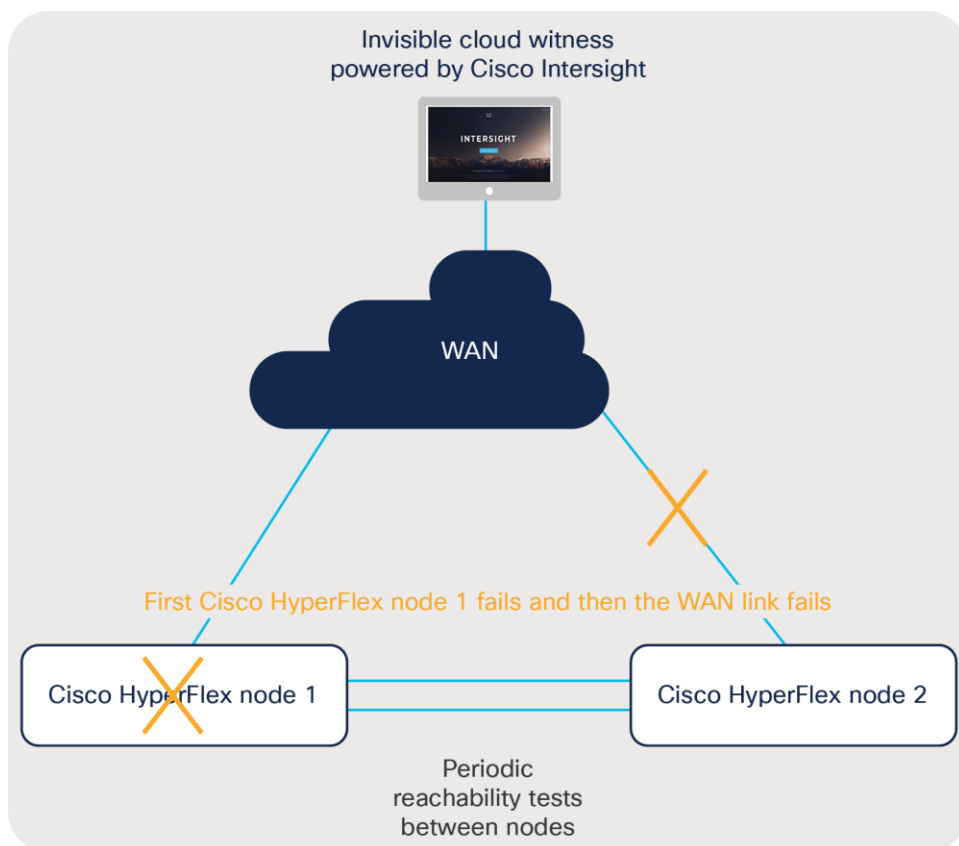 Invisible cloud witness
powered by Cisco Intersight
INTERSIGHT
WAN
First Cisco HyperFlex node 1 fails and then the WAN link fails
Cisco HyperFlex node 1
Cisco HyperFlex node 2
Periodic
reachability tests
between nodes